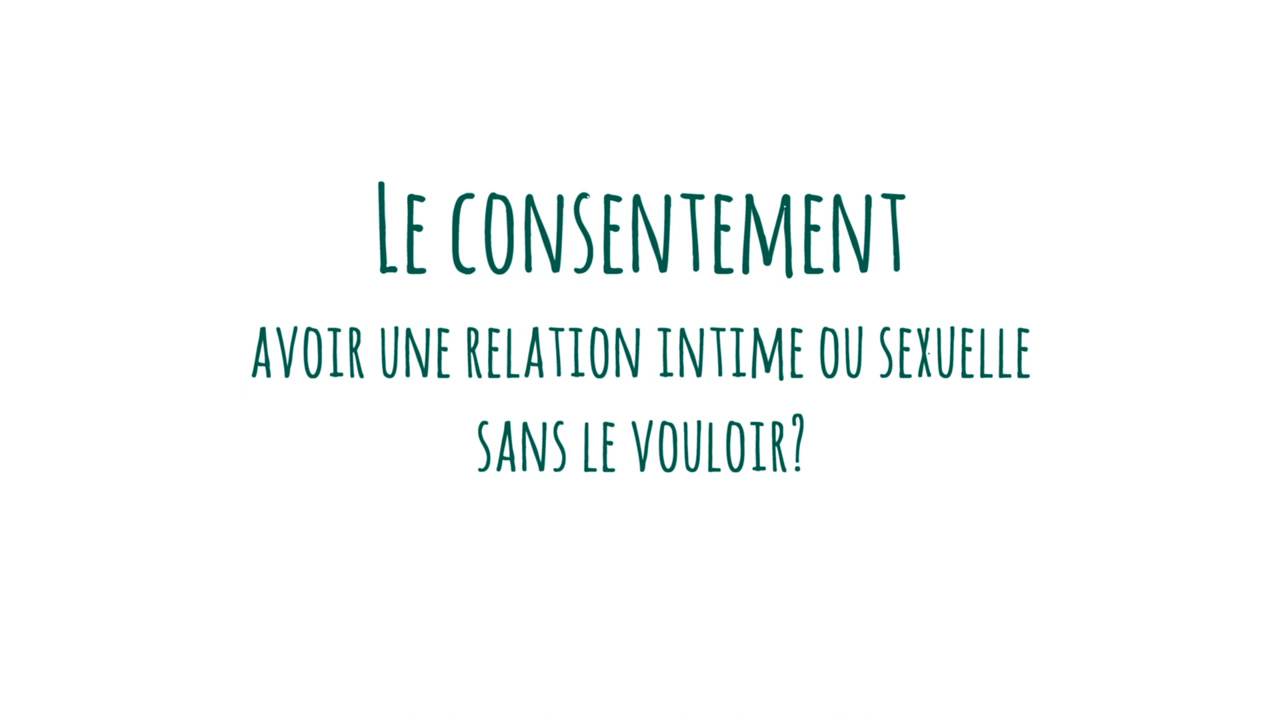 Le consentement
avoir une relation intime ou sexuelle
sans le vouloir?